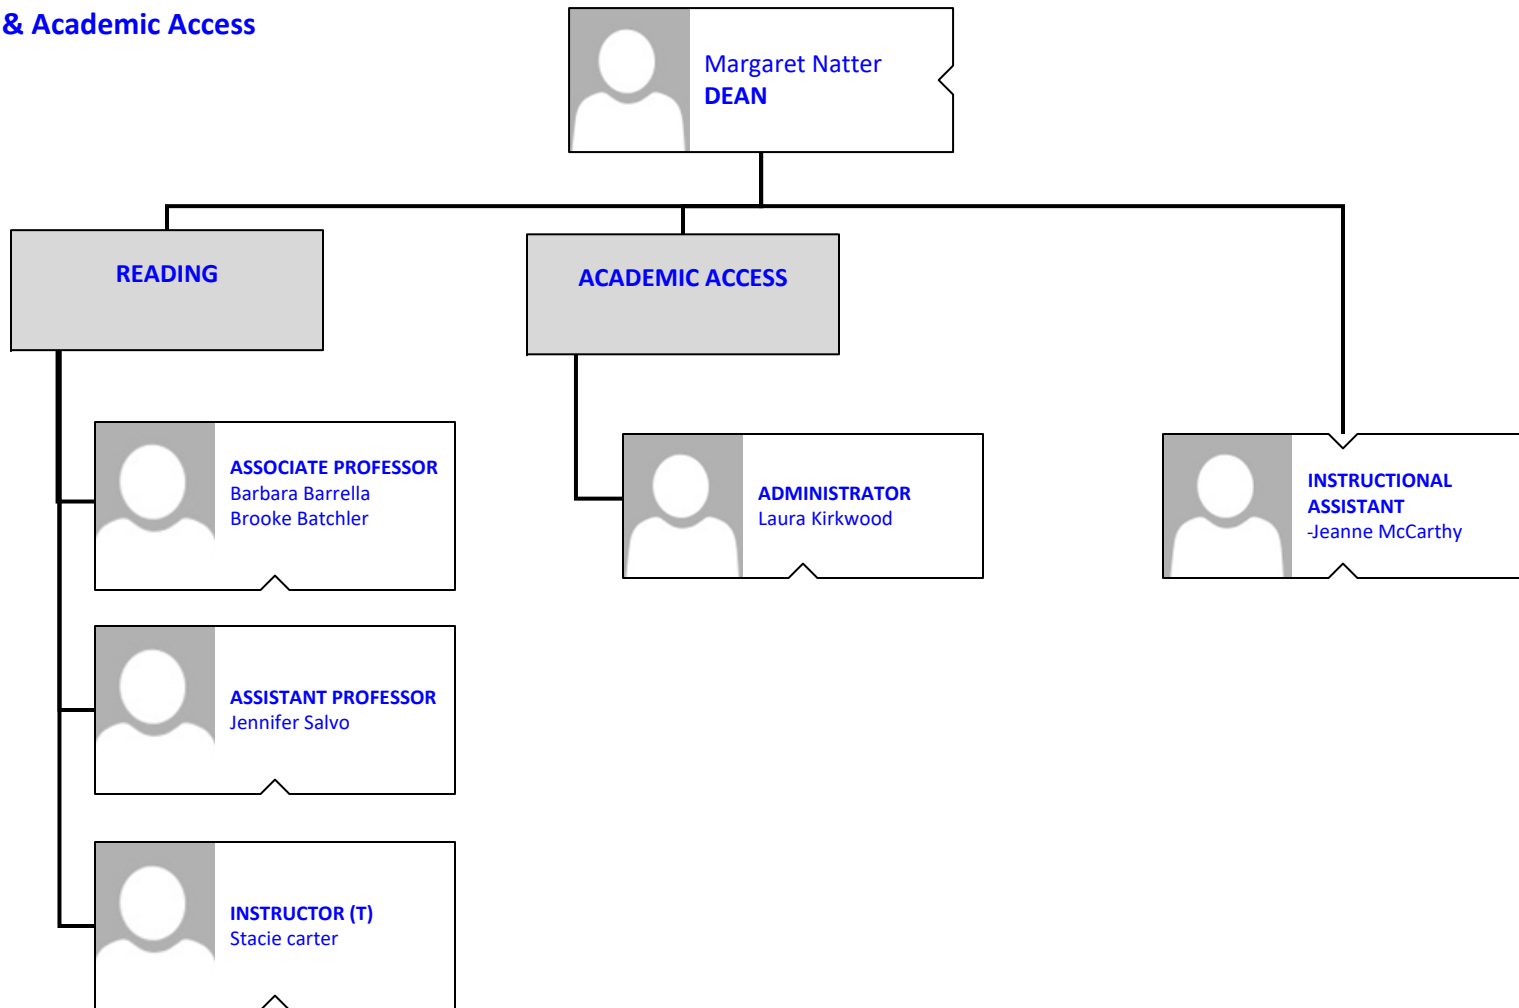 & Academic Access
Margaret Natter
DEAN
READING
ACADEMIC ACCESS
ASSOCIATE PROFESSOR
Barbara Barrella
Brooke Batchler
ADMINISTRATOR
Laura Kirkwood
INSTRUCTIONAL
ASSISTANT
-Jeanne McCarthy
ASSISTANT PROFESSOR
Jennifer Salvo
INSTRUCTOR (T)
Stacie carter